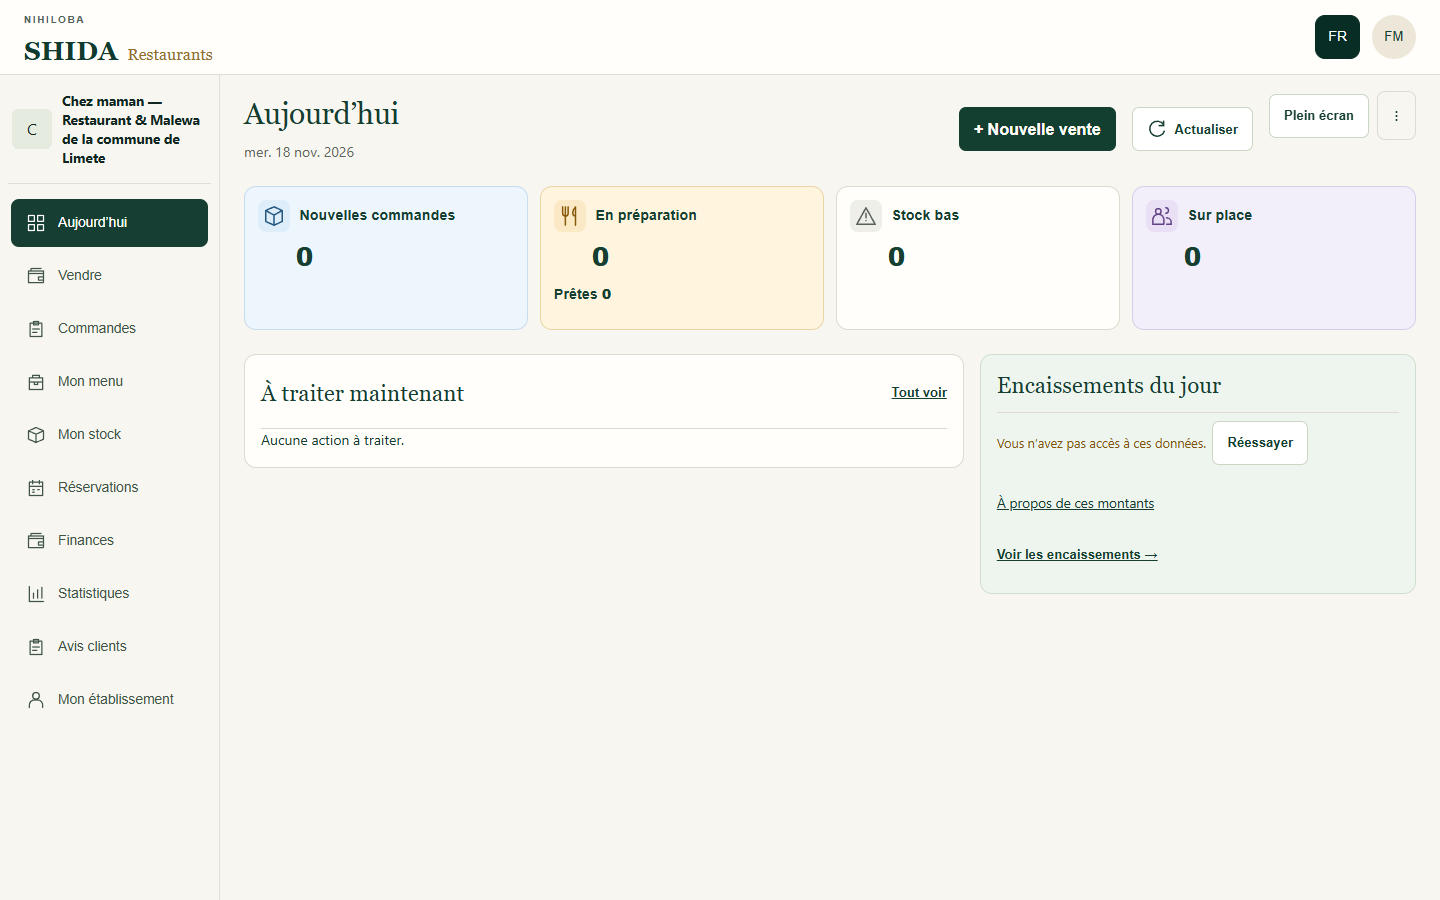 NIHILOBA
SHIDA Restaurants
FR
FM
C
Chez maman —
Restaurant & Malewa
de la commune de
Limete
Aujourd’hui
Vendre
Commandes
Mon menu
Mon stock
Réservations
Finances
Statistiques
Avis clients
Mon établissement
Aujourd’hui
mer. 18 nov. 2026
+ Nouvelle vente
Actualiser
Plein écran
⋮
Nouvelles commandes
0
En préparation
0
Prêtes 0
Stock bas
0
Sur place
0
À traiter maintenant
Tout voir
Aucune action à traiter.
Encaissements du jour
Vous n’avez pas accès à ces données.
Réessayer
À propos de ces montants
Voir les encaissements →